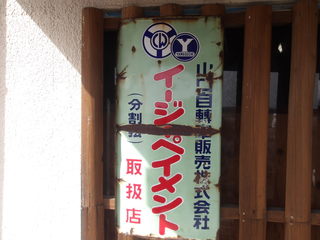 山口自轉車販売株式会社
イージーペイメント
(分割拂) 取扱店